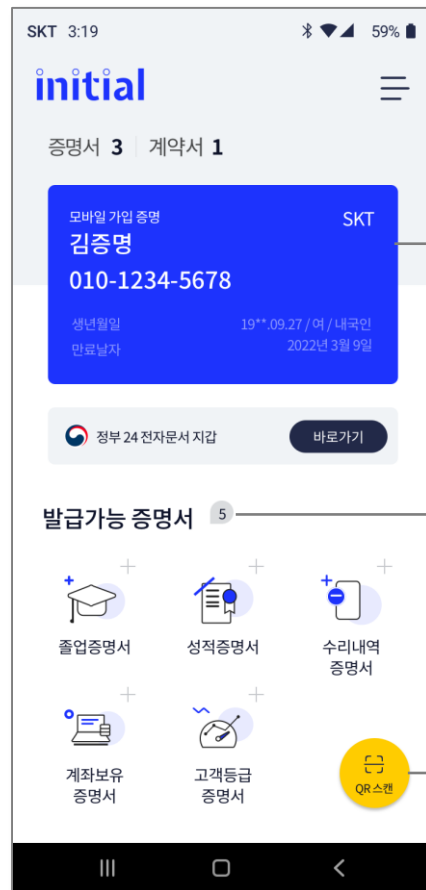 SKT 3:19 59%
initial
증명서 3 계약서 1
모바일 가입 증명 SKT
김증명
010-1234-5678
생년월일 19**.09.27 / 여 / 내국인
만료날자 2022년 3월 9일
정부 24 전자문서 지갑 바로가기
발급가능 증명서 5
졸업증명서 성적증명서 수리내역
증명서
계좌보유 고객등급
증명서 증명서
QR 스캔